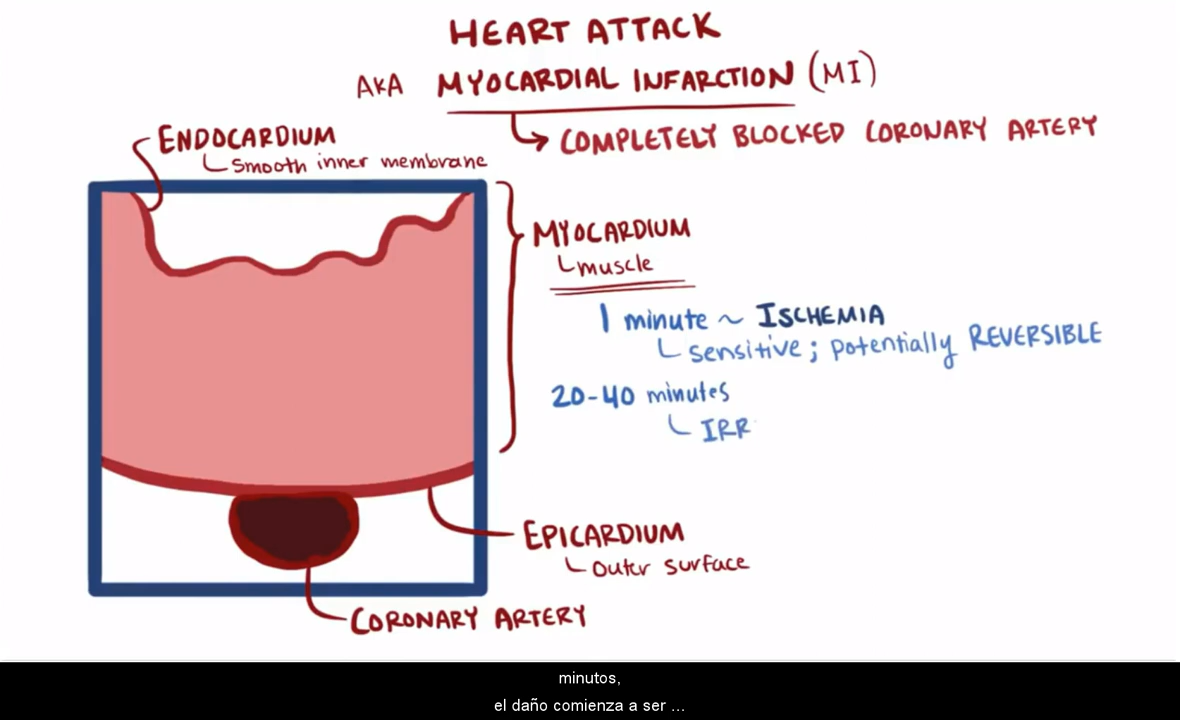 HEART ATTACK
AKA MYOCARDIAL INFARCTION (MI)
COMPLETELY BLOCKED CORONARY ARTERY
ENDOCARDIUM
smooth inner membrane
MYOCARDIUM
muscle
1 minute ~ ISCHEMIA
sensitive; potentially REVERSIBLE
20-40 minutes
IRR
EPICARDIUM
outer surface
CORONARY ARTERY
minutos,
el daño comienza a ser ...